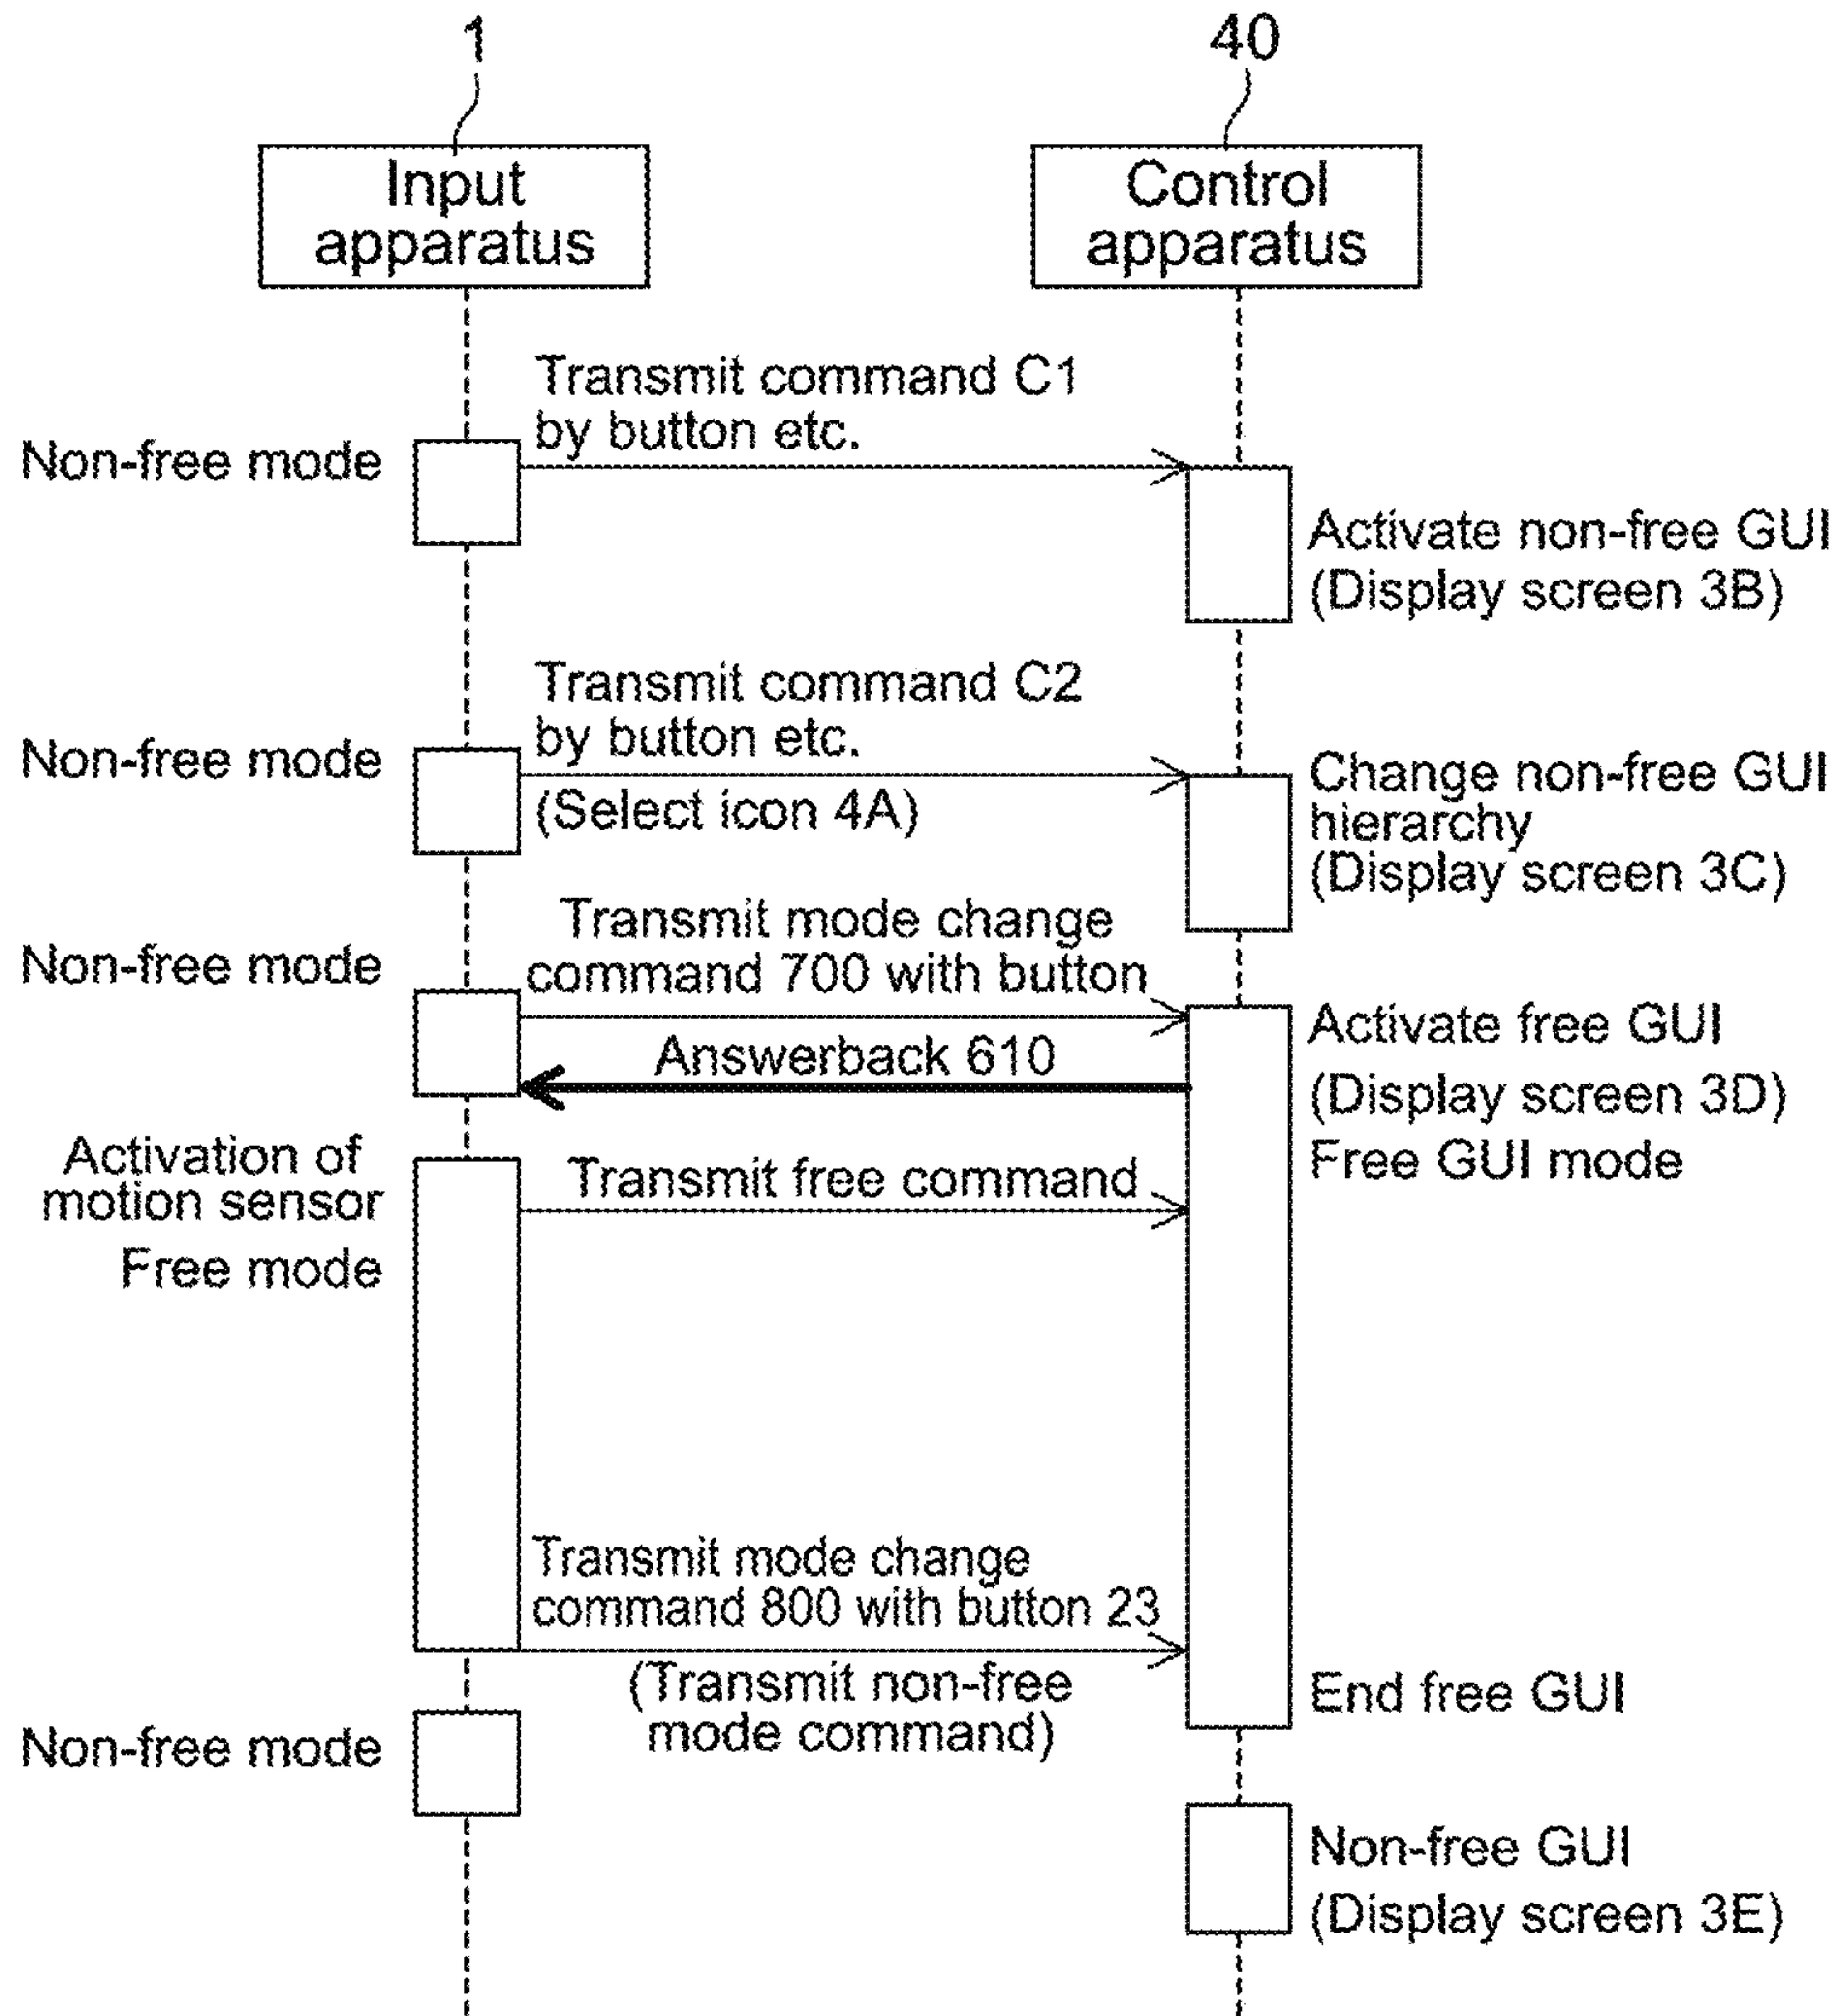 1
40
Input
apparatus
Control
apparatus
Transmit command C1
by button etc.
Non-free mode
Activate non-free GUI
(Display screen 3B)
Transmit command C2
by button etc.
Non-free mode
(Select icon 4A)
Change non-free GUI
hierarchy
(Display screen 3C)
Transmit mode change
command 700 with button
Non-free mode
Activate free GUI
Answerback 610
(Display screen 3D)
Free GUI mode
Activation of
motion sensor
Transmit free command
Free mode
Transmit mode change
command 800 with button 23
(Transmit non-free
mode command)
End free GUI
Non-free mode
Non-free GUI
(Display screen 3E)